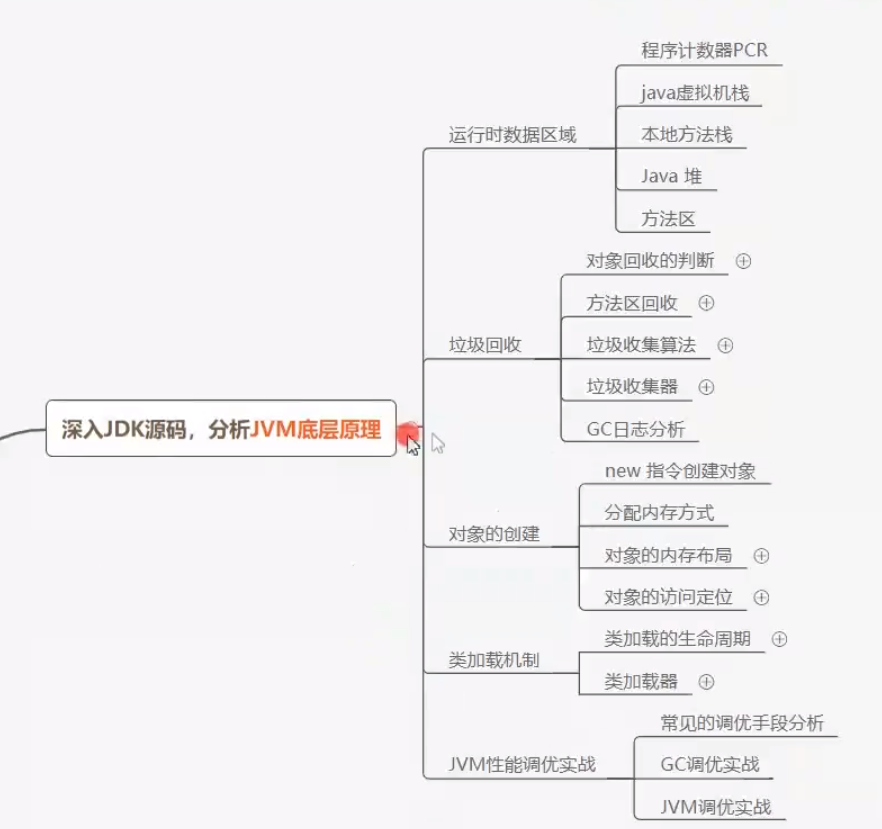 深入JDK源码，分析JVM底层原理
运行时数据区域
程序计数器PCR
java虚拟机栈
本地方法栈
Java 堆
方法区
垃圾回收
对象回收的判断
方法区回收
垃圾收集算法
垃圾收集器
GC日志分析
对象的创建
new 指令创建对象
分配内存方式
对象的内存布局
对象的访问定位
类加载机制
类加载的生命周期
类加载器
JVM性能调优实战
常见的调优手段分析
GC调优实战
JVM调优实战